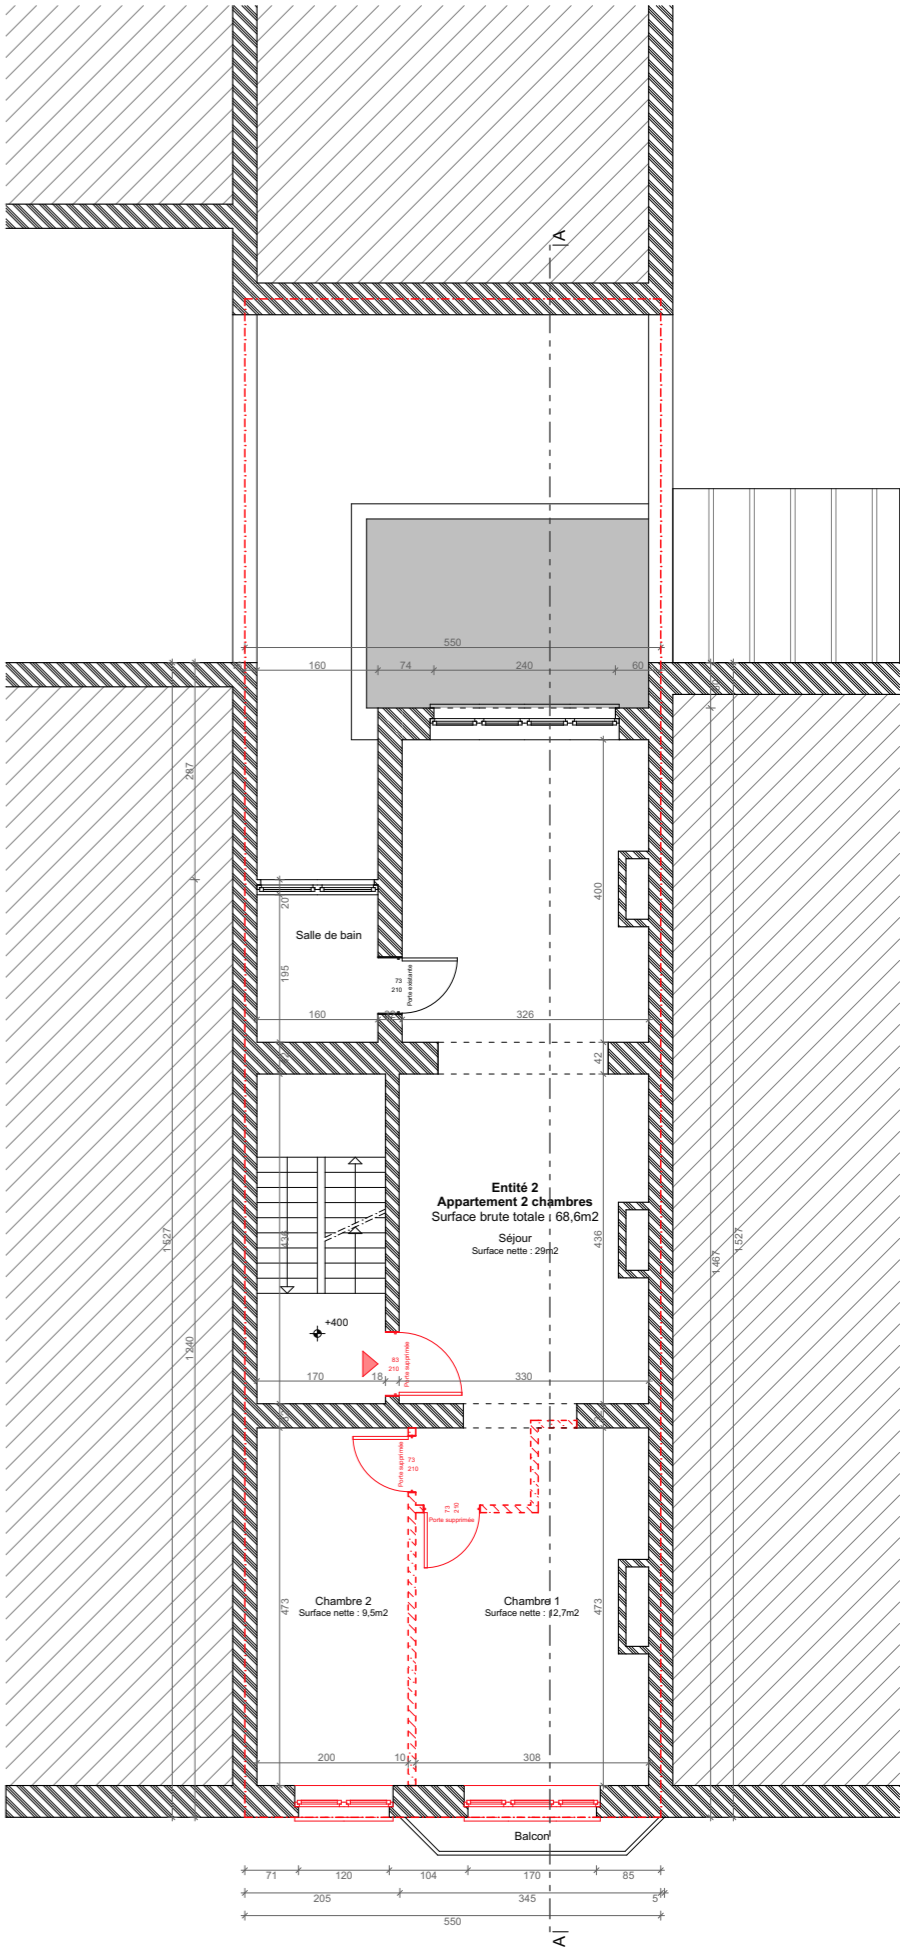 A
550
160
74
240
60
287
400
20
Salle de bain
195
73
210
Porte existante
160
326
42
Entité 2
Appartement 2 chambres
Surface brute totale : 68,6m2
Séjour
Surface nette : 29m2
436
436
1.527
1.467
1.527
+400
1.240
83
210
Porte supprimée
170
18
330
73
210
Porte supprimée
73
210
Porte supprimée
Chambre 2
Surface nette : 9,5m2
Chambre 1
Surface nette : 12,7m2
473
473
200
10
308
Balcon
71
120
104
170
85
205
345
5
550
A